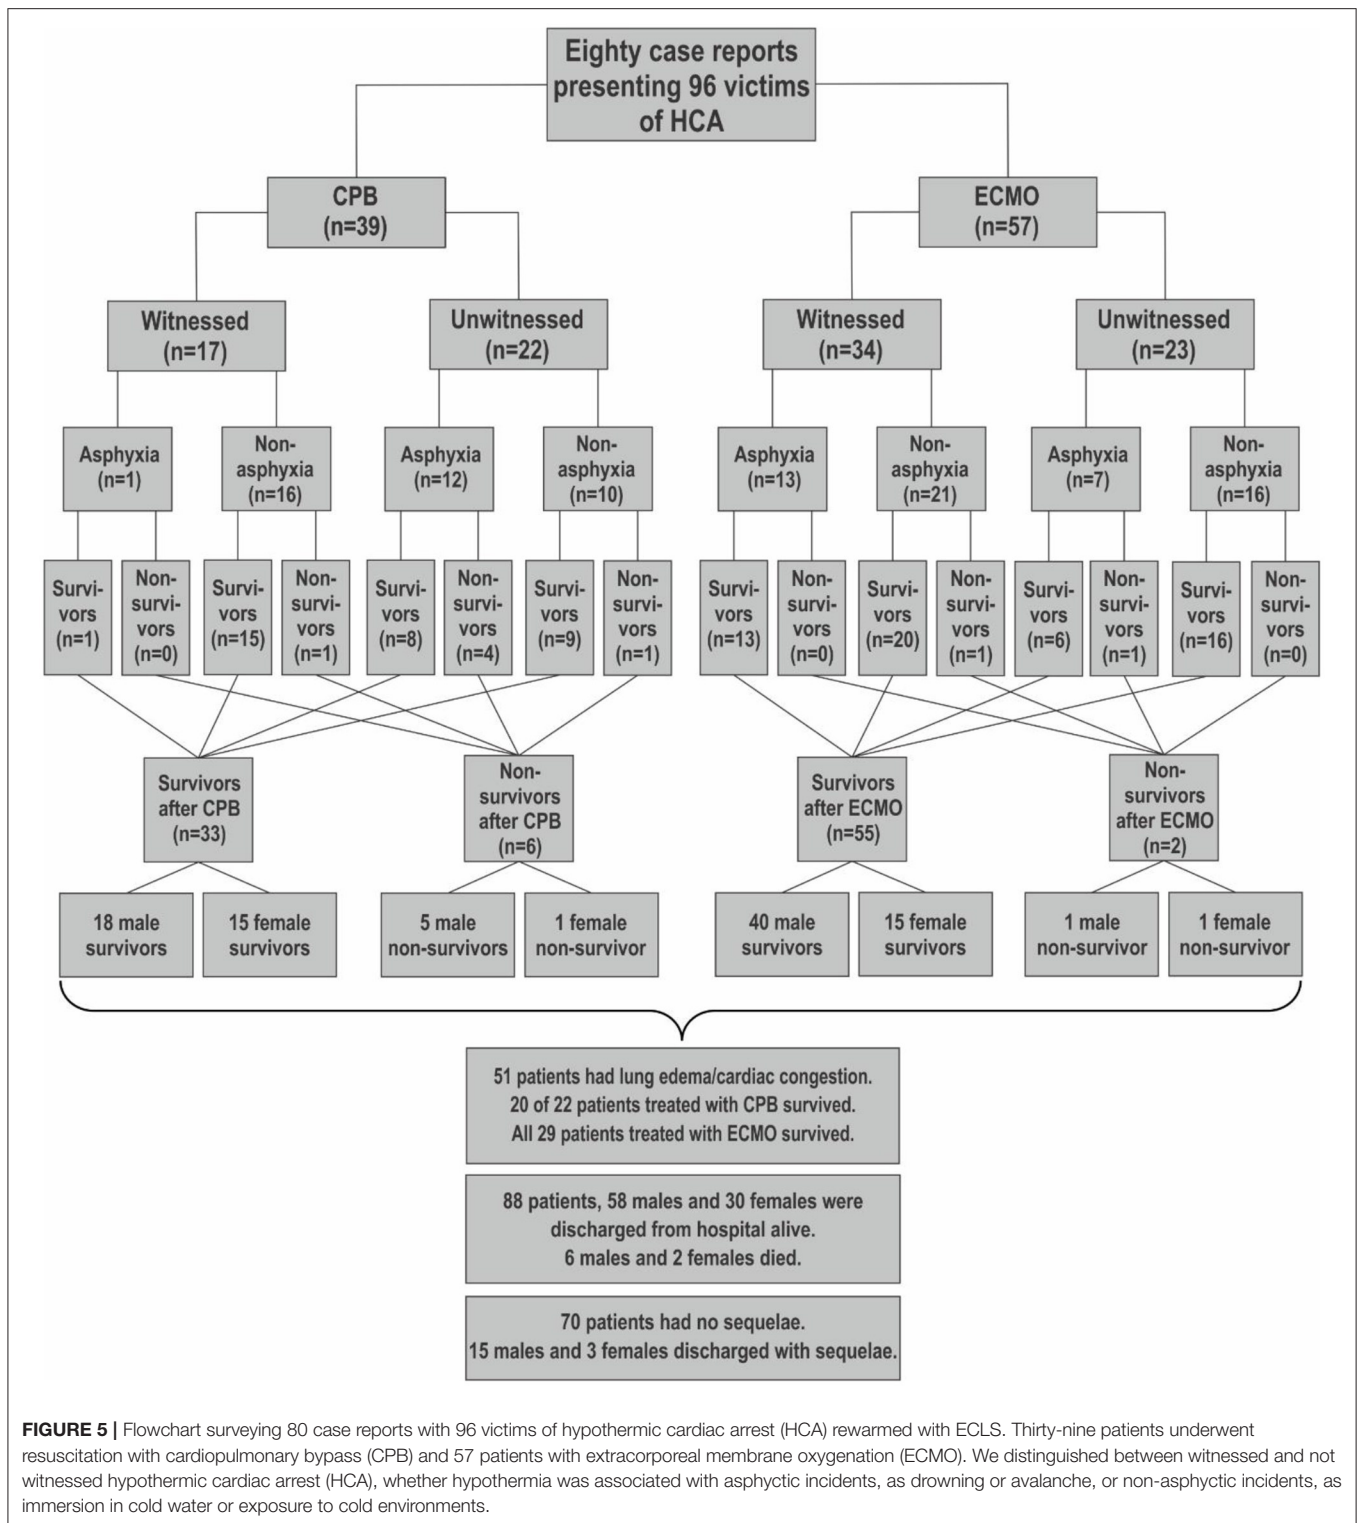 Eighty case reports
presenting 96 victims
of HCA
CPB
(n=39)
ECMO
(n=57)
Witnessed
(n=17)
Unwitnessed
(n=22)
Witnessed
(n=34)
Unwitnessed
(n=23)
Asphyxia
(n=1)
Non-
asphyxia
(n=16)
Asphyxia
(n=12)
Non-
asphyxia
(n=10)
Asphyxia
(n=13)
Non-
asphyxia
(n=21)
Asphyxia
(n=7)
Non-
asphyxia
(n=16)
Survi-
vors
(n=1)
Non-
survi-
vors
(n=0)
Survi-
vors
(n=15)
Non-
survi-
vors
(n=1)
Survi-
vors
(n=8)
Non-
survi-
vors
(n=4)
Survi-
vors
(n=9)
Non-
survi-
vors
(n=1)
Survi-
vors
(n=13)
Non-
survi-
vors
(n=0)
Survi-
vors
(n=20)
Non-
survi-
vors
(n=1)
Survi-
vors
(n=6)
Non-
survi-
vors
(n=1)
Survi-
vors
(n=16)
Non-
survi-
vors
(n=0)
Survivors
after CPB
(n=33)
Non-
survivors
after CPB
(n=6)
Survivors
after ECMO
(n=55)
Non-
survivors
after ECMO
(n=2)
18 male
survivors
15 female
survivors
5 male
non-survivors
1 female
non-survivor
40 male
survivors
15 female
survivors
1 male
non-survivor
1 female
non-survivor
51 patients had lung edema/cardiac congestion.
20 of 22 patients treated with CPB survived.
All 29 patients treated with ECMO survived.
88 patients, 58 males and 30 females were
discharged from hospital alive.
6 males and 2 females died.
70 patients had no sequelae.
15 males and 3 females discharged with sequelae.
FIGURE 5 | Flowchart surveying 80 case reports with 96 victims of hypothermic cardiac arrest (HCA) rewarmed with ECLS. Thirty-nine patients underwent
resuscitation with cardiopulmonary bypass (CPB) and 57 patients with extracorporeal membrane oxygenation (ECMO). We distinguished between witnessed and not
witnessed hypothermic cardiac arrest (HCA), whether hypothermia was associated with asphyctic incidents, as drowning or avalanche, or non-asphyctic incidents, as
immersion in cold water or exposure to cold environments.